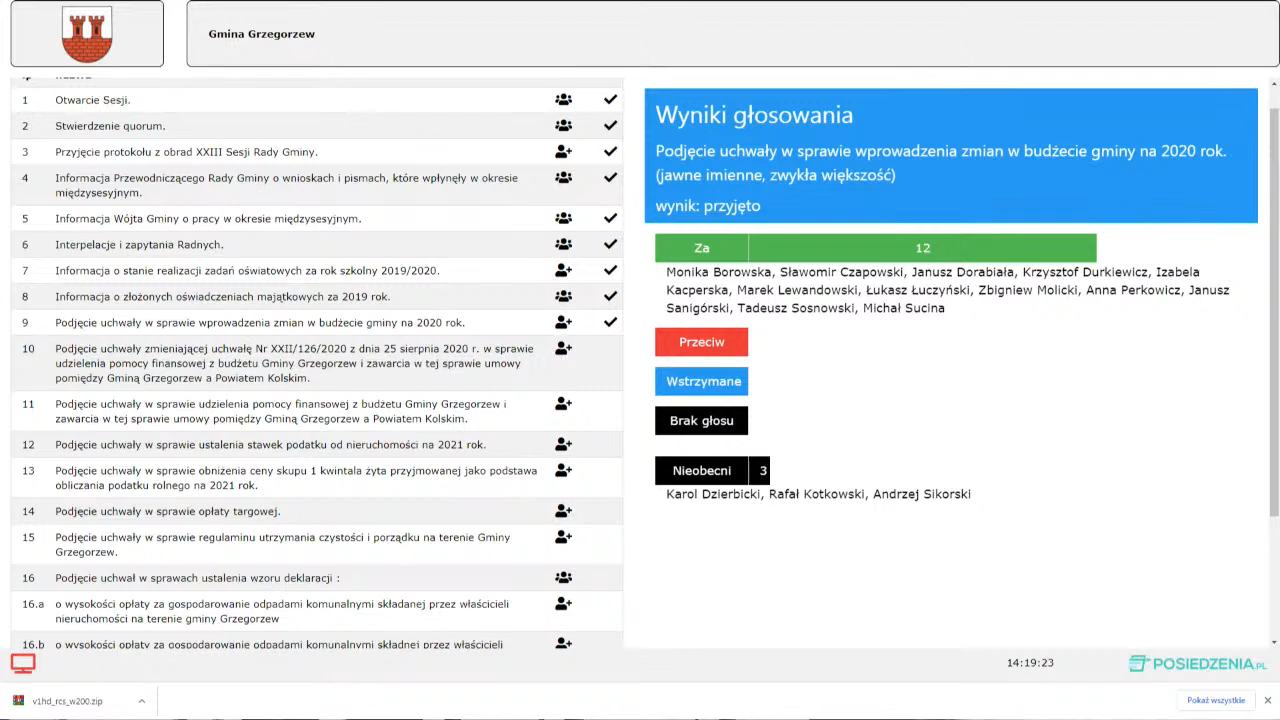 Gmina Grzegorzew
1 Otwarcie Sesji.
2 Stwierdzenie quorum.
3 Przyjęcie protokołu z obrad XXIII Sesji Rady Gminy.
4 Informacja Przewodniczącego Rady Gminy o wnioskach i pismach, które wpłynęły w okresie
międzysesyjnym.
5 Informacja Wójta Gminy o pracy w okresie międzysesyjnym.
6 Interpelacje i zapytania Radnych.
7 Informacja o stanie realizacji zadań oświatowych za rok szkolny 2019/2020.
8 Informacja o złożonych oświadczeniach majątkowych za 2019 rok.
9 Podjęcie uchwały w sprawie wprowadzenia zmian w budżecie gminy na 2020 rok.
10 Podjęcie uchwały zmieniającej uchwałę Nr XXII/126/2020 z dnia 25 sierpnia 2020 r. w sprawie
udzielenia pomocy finansowej z budżetu Gminy Grzegorzew i zawarcia w tej sprawie umowy
pomiędzy Gminą Grzegorzew a Powiatem Kolskim.
11 Podjęcie uchwały w sprawie udzielenia pomocy finansowej z budżetu Gminy Grzegorzew i
zawarcia w tej sprawie umowy pomiędzy Gminą Grzegorzew a Powiatem Kolskim.
12 Podjęcie uchwały w sprawie ustalenia stawek podatku od nieruchomości na 2021 rok.
13 Podjęcie uchwały w sprawie obniżenia ceny skupu 1 kwintala żyta przyjmowanej jako podstawa
obliczania podatku rolnego na 2021 rok.
14 Podjęcie uchwały w sprawie opłaty targowej.
15 Podjęcie uchwały w sprawie regulaminu utrzymania czystości i porządku na terenie Gminy
Grzegorzew.
16 Podjęcie uchwał w sprawach ustalenia wzoru deklaracji :
16.a o wysokości opłaty za gospodarowanie odpadami komunalnymi składanej przez właścicieli
nieruchomości na terenie gminy Grzegorzew
16.b o wysokości opłaty za gospodarowanie odpadami komunalnymi składnej przez właścicieli
Wyniki głosowania
Podjęcie uchwały w sprawie wprowadzenia zmian w budżecie gminy na 2020 rok.
(jawne imienne, zwykła większość)
wynik: przyjęto
Za 12
Monika Borowska, Sławomir Czapowski, Janusz Dorabiała, Krzysztof Durkiewicz, Izabela
Kacperska, Marek Lewandowski, Łukasz Łuczyński, Zbigniew Molicki, Anna Perkowicz, Janusz
Sanigórski, Tadeusz Sosnowski, Michał Sucina
Przeciw
Wstrzymane
Brak głosu
Nieobecni 3
Karol Dzierbicki, Rafał Kotkowski, Andrzej Sikorski
14:19:23
POSIEDZENIA.PL
v1hd_rcs_w200.zip
Pokaż wszystkie